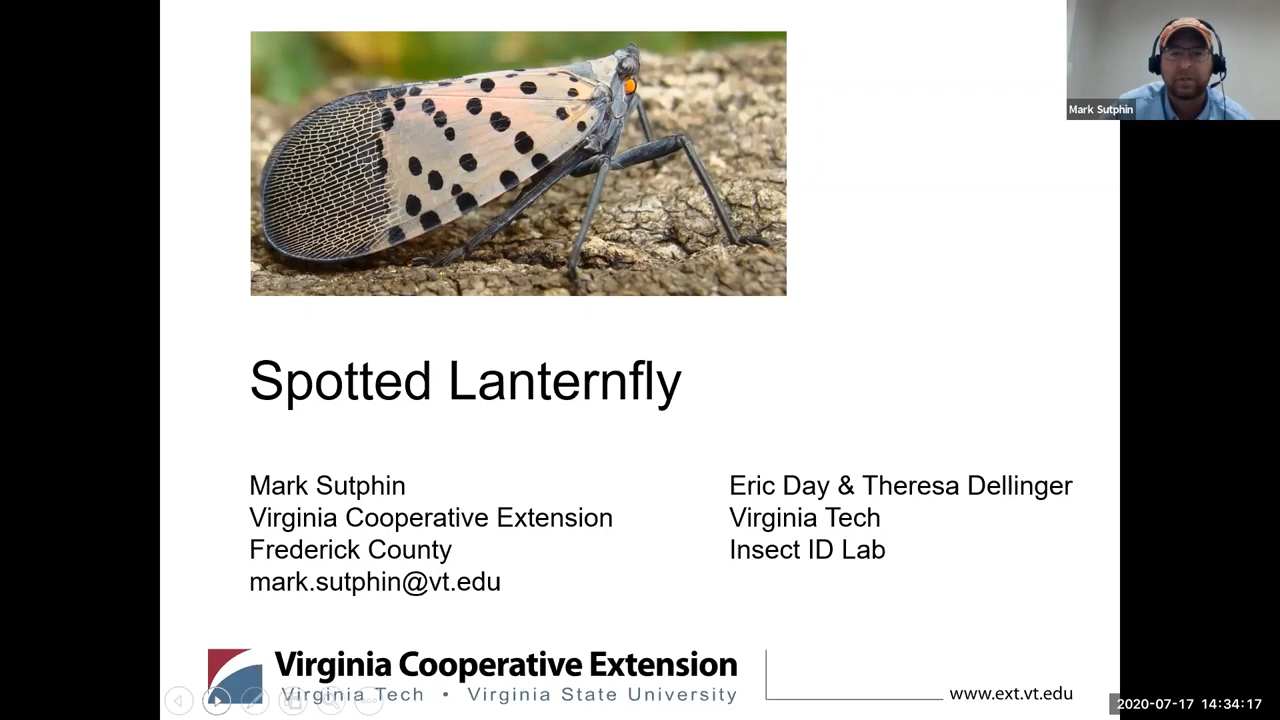 Mark Sutphin
Spotted Lanternfly
Mark Sutphin
Virginia Cooperative Extension
Frederick County
mark.sutphin@vt.edu
Eric Day & Theresa Dellinger
Virginia Tech
Insect ID Lab
Virginia Cooperative Extension
Virginia Tech • Virginia State University
www.ext.vt.edu
2020-07-17 14:34:17